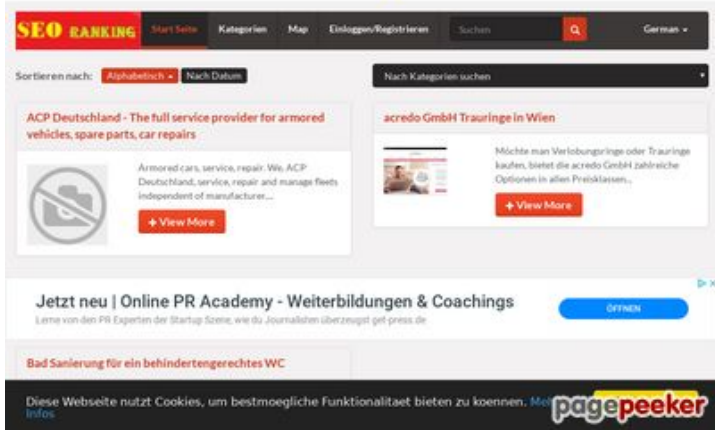 SEO RANKING Start Seite Kategorien Map Einloggen/Registrieren Suchen German
Sortieren nach: Alphabetisch Nach Datum Nach Kategorien suchen
ACP Deutschland - The full service provider for armored
vehicles, spare parts, car repairs
Armored cars, service, repair. We, ACP
Deutschland, service, repair and manage fleets
independent of manufacturer....
+ View More
acredo GmbH Trauringe in Wien
Möchte man Verlobungsringe oder Trauringe
kaufen, bietet die acredo GmbH zahlreiche
Optionen in allen Preisklassen...
+ View More
Jetzt neu | Online PR Academy - Weiterbildungen & Coachings
Lerne von den PR Experten der Startup Szene, wie du Journalisten überzeugst get-press.de
ÖFFNEN
Bad Sanierung für ein behindertengerechtes WC
Diese Webseite nutzt Cookies, um bestmoegliche Funktionalitaet bieten zu koennen.
Infos
pagepeeker